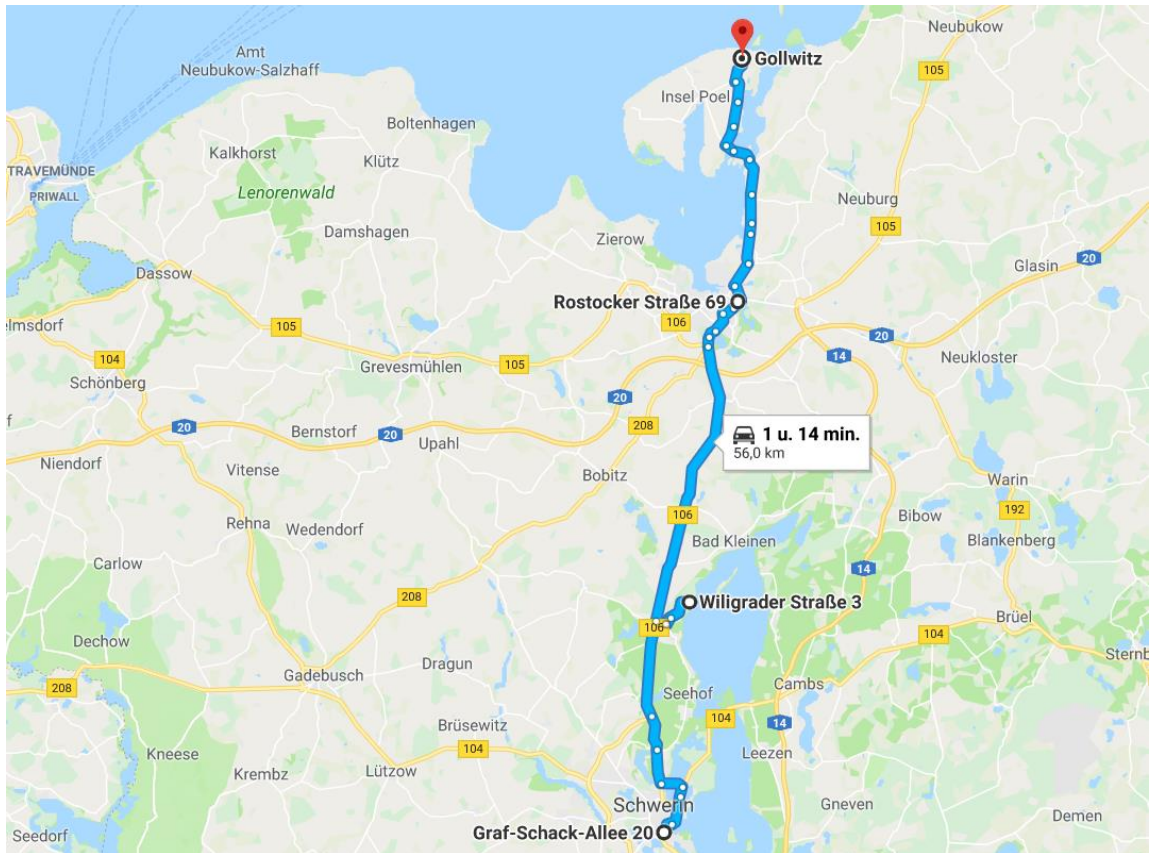 Neubukow
Amt
Neubukow-Salzhaff
Gollwitz
105
Insel Poel
Boltenhagen
Kalkhorst
Klütz
TRAVEMÜNDE
PRIWALL
Lenorenwald
Neuburg
Damshagen
105
Zierow
20
Glasin
Dassow
Rostocker Straße 69
elmsdorf
105
106
20
104
105
14
Neukloster
Grevesmühlen
Schönberg
20
208
20
Bernstorf
20
Upahl
1 u. 14 min.
56,0 km
Niendorf
Vitense
Bobitz
Warin
192
Rehna
Wedendorf
106
Bibow
Bad Kleinen
Blankenberg
Carlow
14
208
Wiligrader Straße 3
Brüel
106
104
Dechow
Sternb
Dragun
Gadebusch
208
Seehof
Cambs
104
14
Brüsewitz
104
Leezen
Kneese
Krembz
Lützow
Schwerin
Gneven
Demen
Graf-Schack-Allee 20
Seedorf